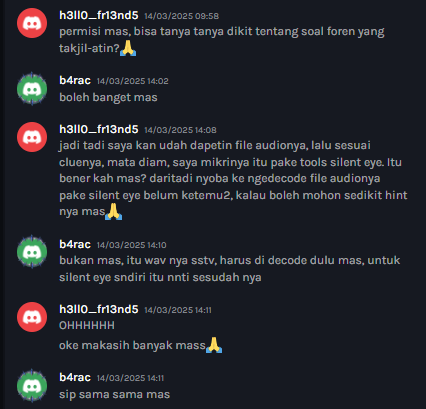 h3ll0_fr13nd5 14/03/2025 09:58
permisi mas, bisa tanya tanya dikit tentang soal foren yang
takjil-atin?🙏
b4rac 14/03/2025 14:02
boleh banget mas
h3ll0_fr13nd5 14/03/2025 14:08
jadi tadi saya kan udah dapetin file audionya, lalu sesuai
cluenya, mata diam, saya mikrinya itu pake tools silent eye. Itu
bener kah mas? daritadi nyoba ke ngedecode file audionya
pake silent eye belum ketemu2, kalau boleh mohon sedikit hint
nya mas🙏
b4rac 14/03/2025 14:10
bukan mas, itu wav nya sstv, harus di decode dulu mas, untuk
silent eye sndiri itu nnti sesudah nya
h3ll0_fr13nd5 14/03/2025 14:11
OHHHHHH
oke makasih banyak mass🙏
b4rac 14/03/2025 14:11
sip sama sama mas